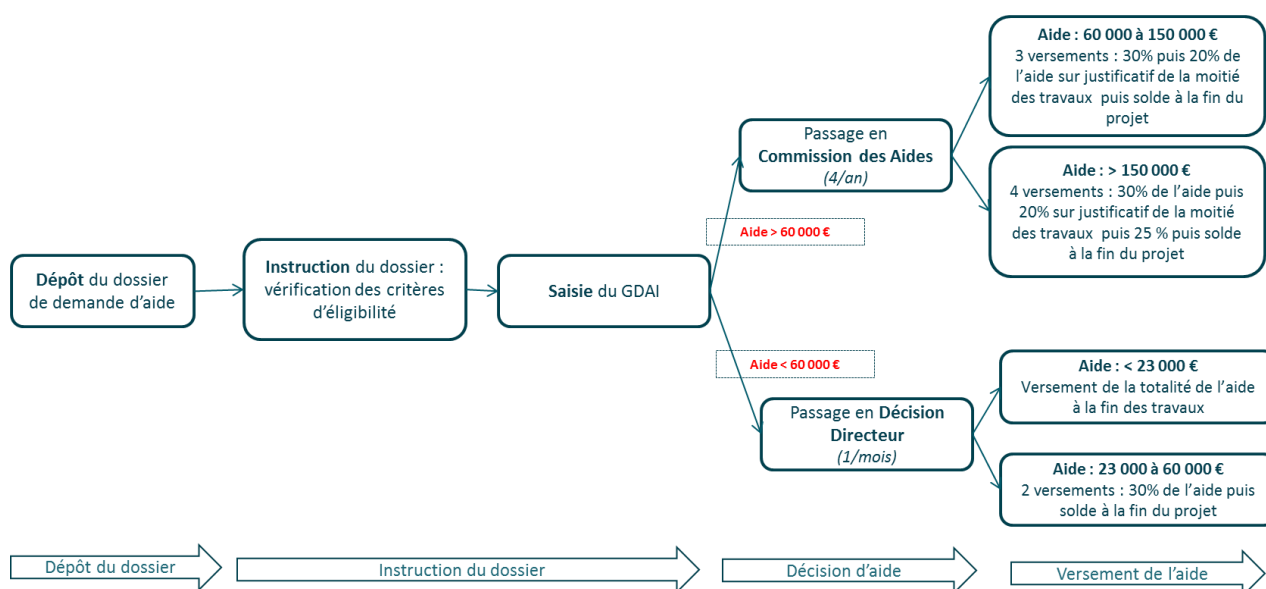 Dépôt du dossier
de demande d'aide
Instruction du dossier :
vérification des critères
d'éligibilité
Saisie du GDAI
Aide > 60 000 €
Passage en
Commission des Aides
(4/an)
Aide : 60 000 à 150 000 €
3 versements : 30% puis 20% de
l'aide sur justificatif de la moitié
des travaux puis solde à la fin du
projet
Aide : > 150 000 €
4 versements : 30% de l'aide puis
20% sur justificatif de la moitié
des travaux puis 25 % puis solde
à la fin du projet
Aide < 60 000 €
Passage en Décision
Directeur
(1/mois)
Aide : < 23 000 €
Versement de la totalité de l'aide
à la fin des travaux
Aide : 23 000 à 60 000 €
2 versements : 30% de l'aide puis
solde à la fin du projet
Dépôt du dossier
Instruction du dossier
Décision d'aide
Versement de l'aide